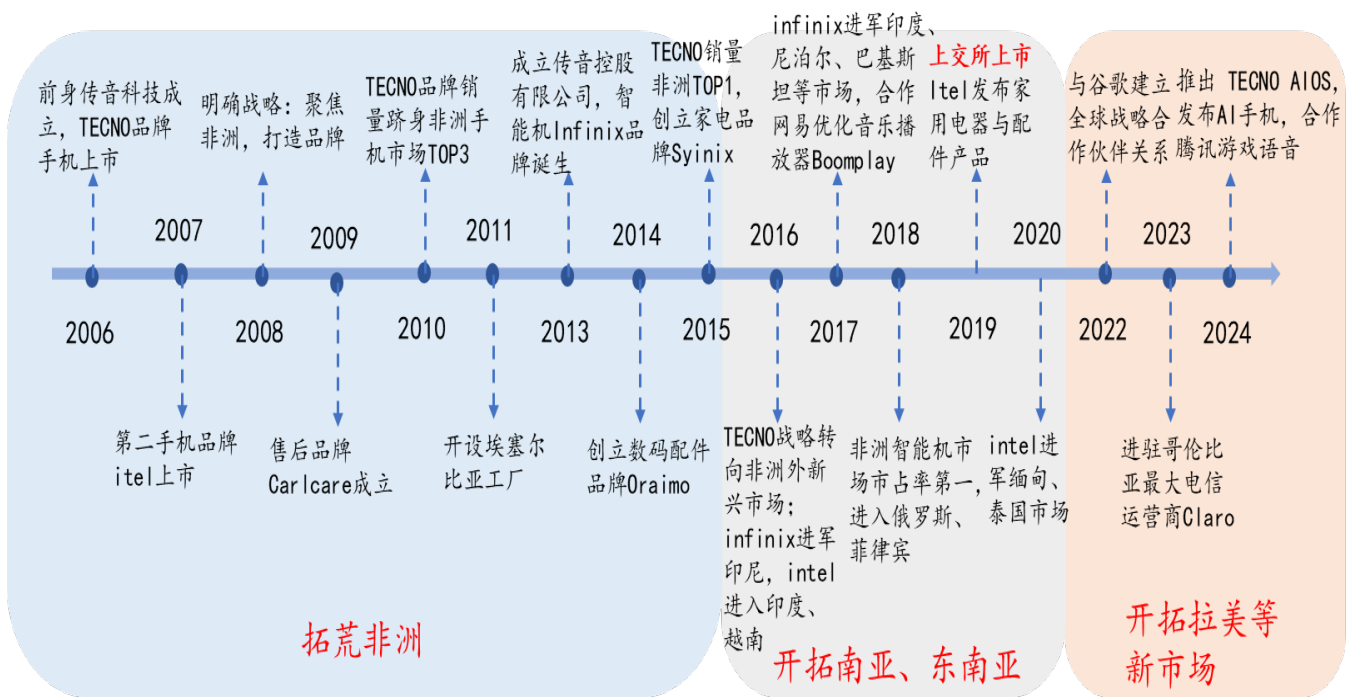 前身传音科技成
立，TECNO品牌
手机上市
明确战略：聚焦
非洲，打造品牌
TECNO品牌销
量跻身非洲手
机市场TOP3
成立传音控股
有限公司，智
能机Infinix品
牌诞生
TECNO销量
非洲TOP1，
创立家电品
牌Syinix
infinix进军印度、
尼泊尔、巴基斯
坦等市场，合作
网易优化音乐播
放器Boomplay
上交所上市
Itel发布家
用电器与配
件产品
与谷歌建立
全球战略合
作伙伴关系
推出 TECNO AIOS，
发布AI手机，合作
腾讯游戏语音
2007
2009
2011
2014
2016
2018
2020
2023
2006
2008
2010
2013
2015
2017
2019
2022
2024
第二手机品牌
itel上市
售后品牌
Carlcare成立
开设埃塞尔
比亚工厂
创立数码配件
品牌Oraimo
TECNO战略转
向非洲外新
兴市场；
infinix进军
印尼，intel
进入印度、
越南
非洲智能机市
场市占率第一，
进入俄罗斯、
菲律宾
intel进
军缅甸、
泰国市场
进驻哥伦比
亚最大电信
运营商Claro
拓荒非洲
开拓南亚、东南亚
开拓拉美等
新市场